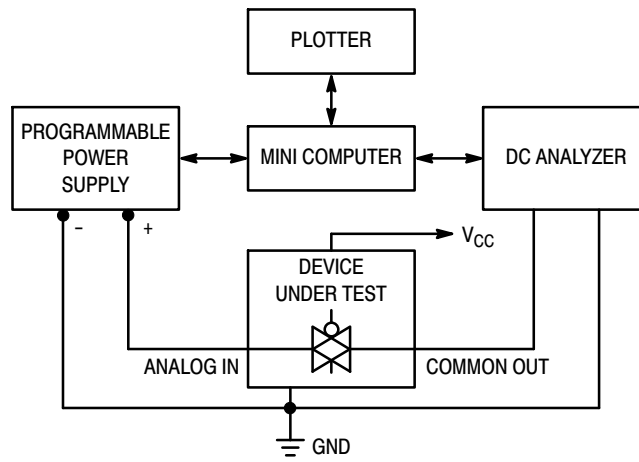 PLOTTER
PROGRAMMABLE
POWER
SUPPLY
MINI COMPUTER
DC ANALYZER
– +
VCC
DEVICE
UNDER TEST
ANALOG IN
COMMON OUT
GND